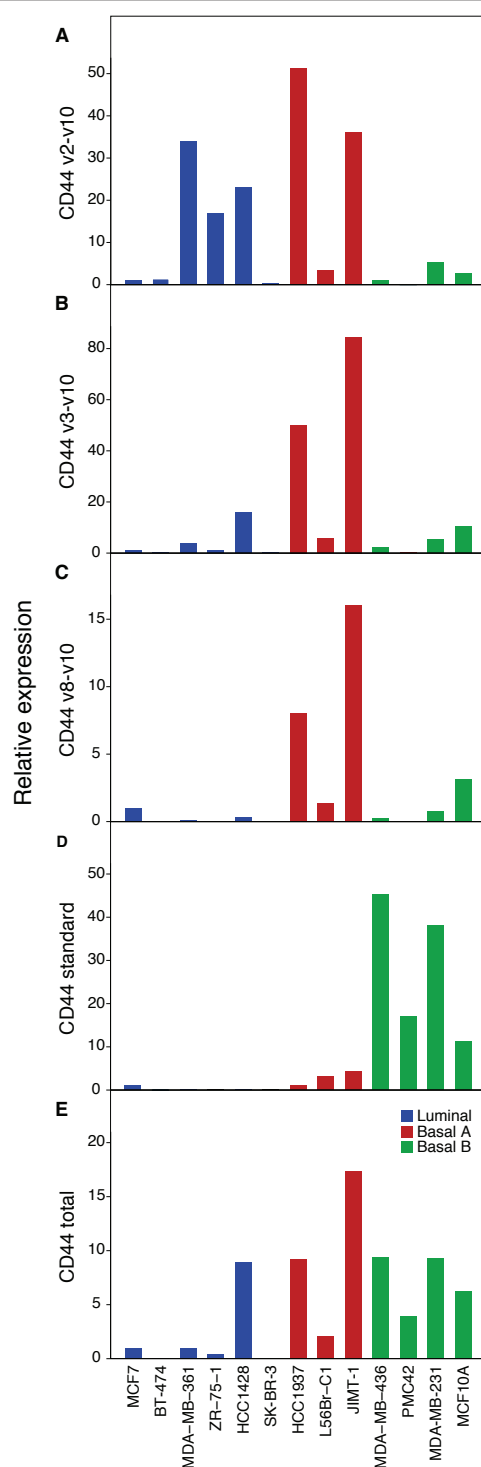 A
CD44 v2-v10
50
40
30
20
10
0
B
CD44 v3-v10
80
60
40
20
0
C
CD44 v8-v10
15
10
5
0
Relative expression
D
CD44 standard
50
40
30
20
10
0
E
CD44 total
20
15
10
5
0
Luminal
Basal A
Basal B
MCF7
BT-474
MDA-MB-361
ZR-75-1
HCC1428
SK-BR-3
HCC1937
L56Br-C1
JIMT-1
MDA-MB-436
PMC42
MDA-MB-231
MCF10A